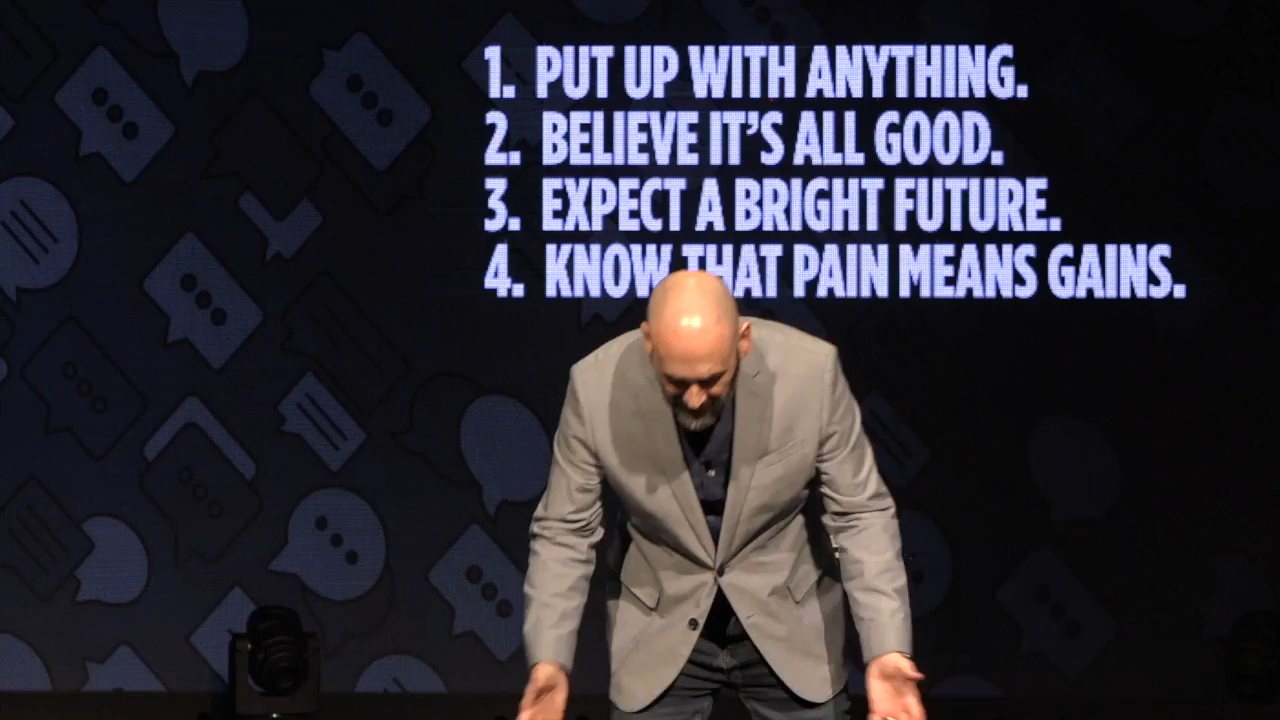 1. PUT UP WITH ANYTHING.
2. BELIEVE IT'S ALL GOOD.
3. EXPECT A BRIGHT FUTURE.
4. KNOW THAT PAIN MEANS GAINS.